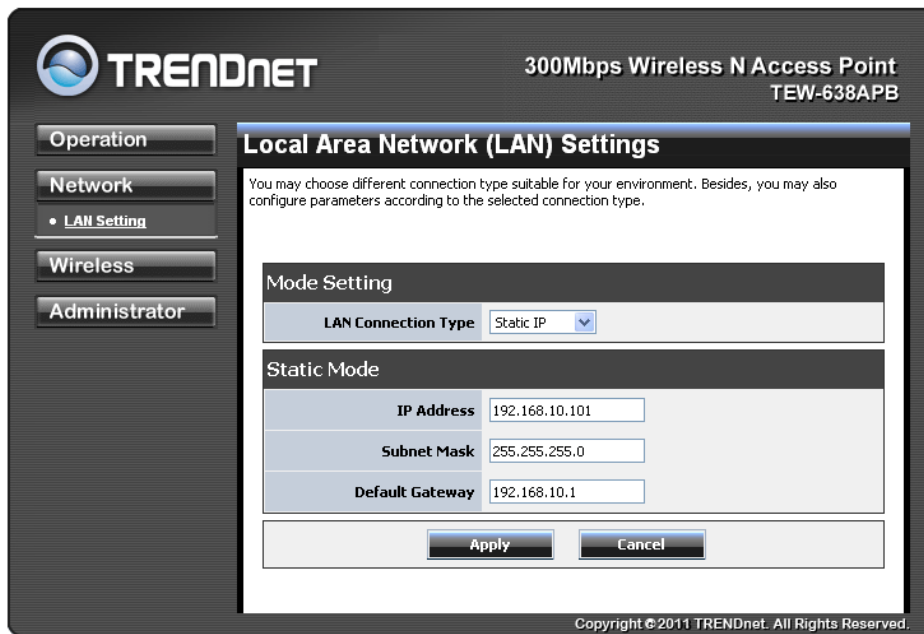 TRENDNET
300Mbps Wireless N Access Point
TEW-638APB
Operation
Network
• LAN Setting
Wireless
Administrator
Local Area Network (LAN) Settings
You may choose different connection type suitable for your environment. Besides, you may also
configure parameters according to the selected connection type.
Mode Setting
LAN Connection Type Static IP
Static Mode
IP Address 192.168.10.101
Subnet Mask 255.255.255.0
Default Gateway 192.168.10.1
Apply Cancel
Copyright © 2011 TRENDnet. All Rights Reserved.